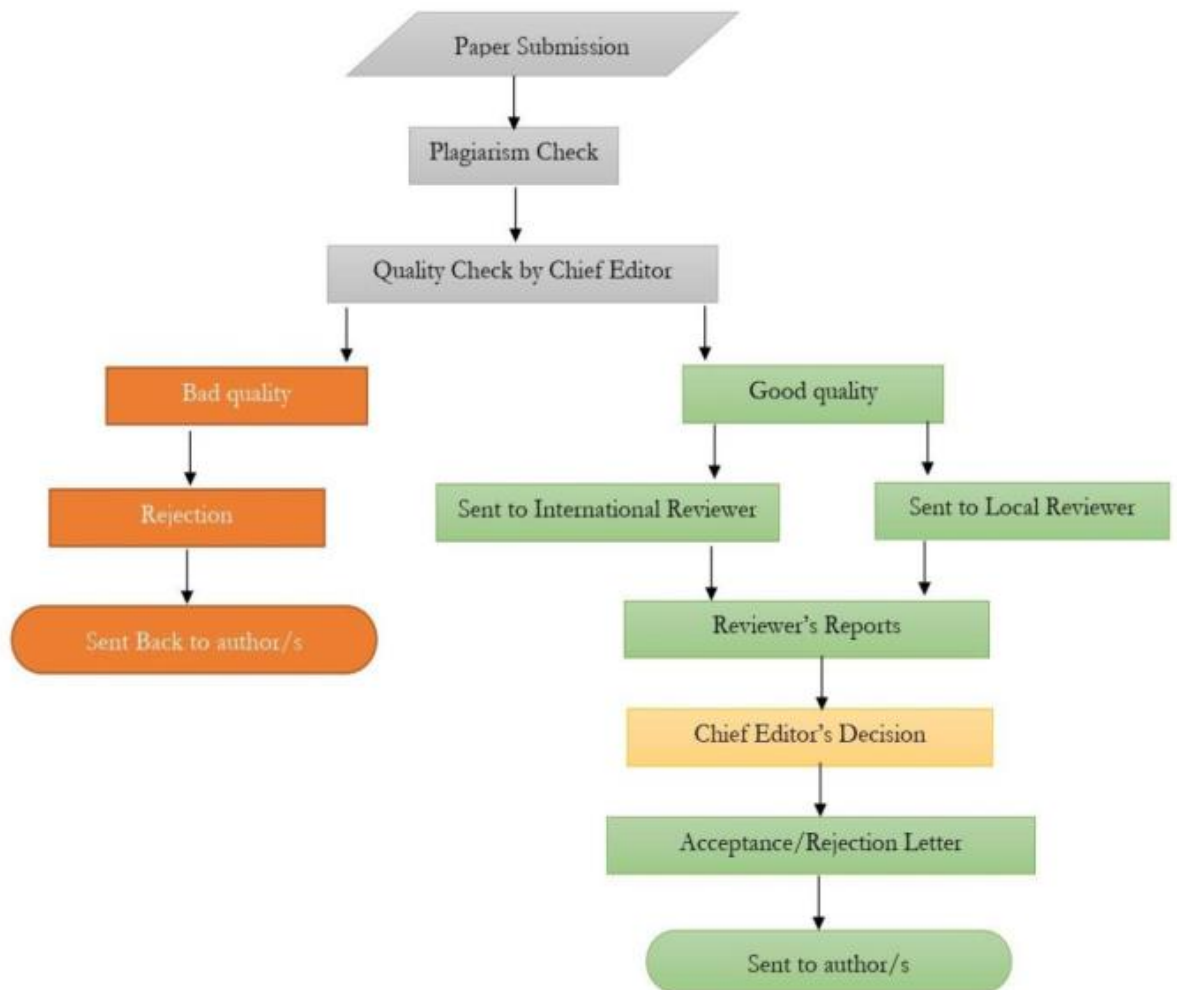 Paper Submission
Plagiarism Check
Quality Check by Chief Editor
Bad quality
Good quality
Rejection
Sent to International Reviewer
Sent to Local Reviewer
Sent Back to author/s
Reviewer's Reports
Chief Editor's Decision
Acceptance/Rejection Letter
Sent to author/s